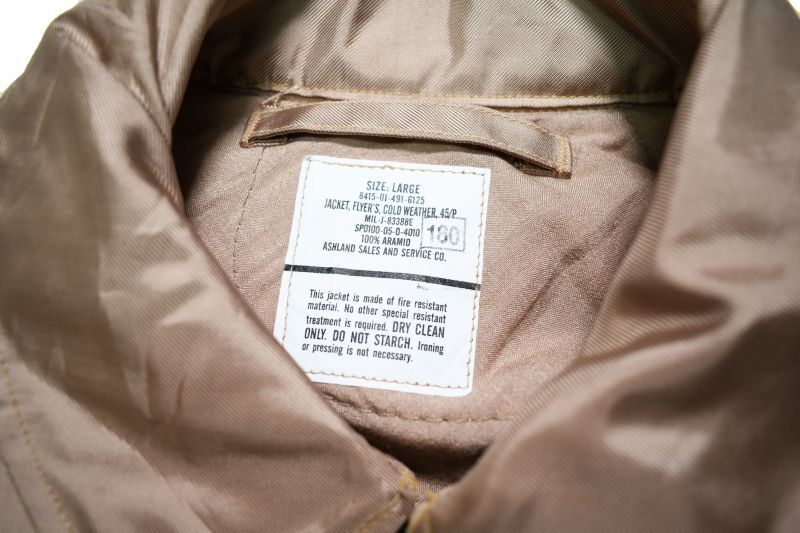 SIZE: LARGE
8415-01-491-6125
JACKET, FLYER'S, COLD WEATHER, 45/P
MIL-J-83388E
SP0100-05-D-4010
180
100% ARAMID
ASHLAND SALES AND SERVICE CO.
This jacket is made of fire resistant
material. No other special resistant
treatment is required. DRY CLEAN
ONLY. DO NOT STARCH. Ironing
or pressing is not necessary.